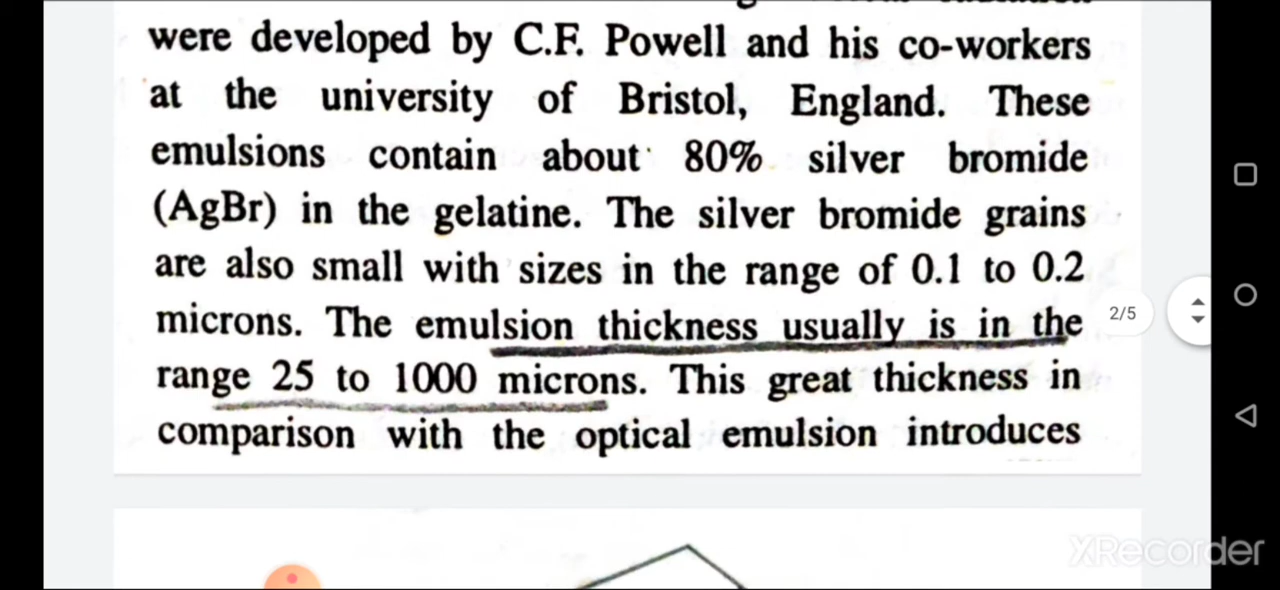 were developed by C.F. Powell and his co-workers
at the university of Bristol, England. These
emulsions contain about 80% silver bromide
(AgBr) in the gelatine. The silver bromide grains
are also small with sizes in the range of 0.1 to 0.2
microns. The emulsion thickness usually is in the
range 25 to 1000 microns. This great thickness in
comparison with the optical emulsion introduces
2/5
XRecorder